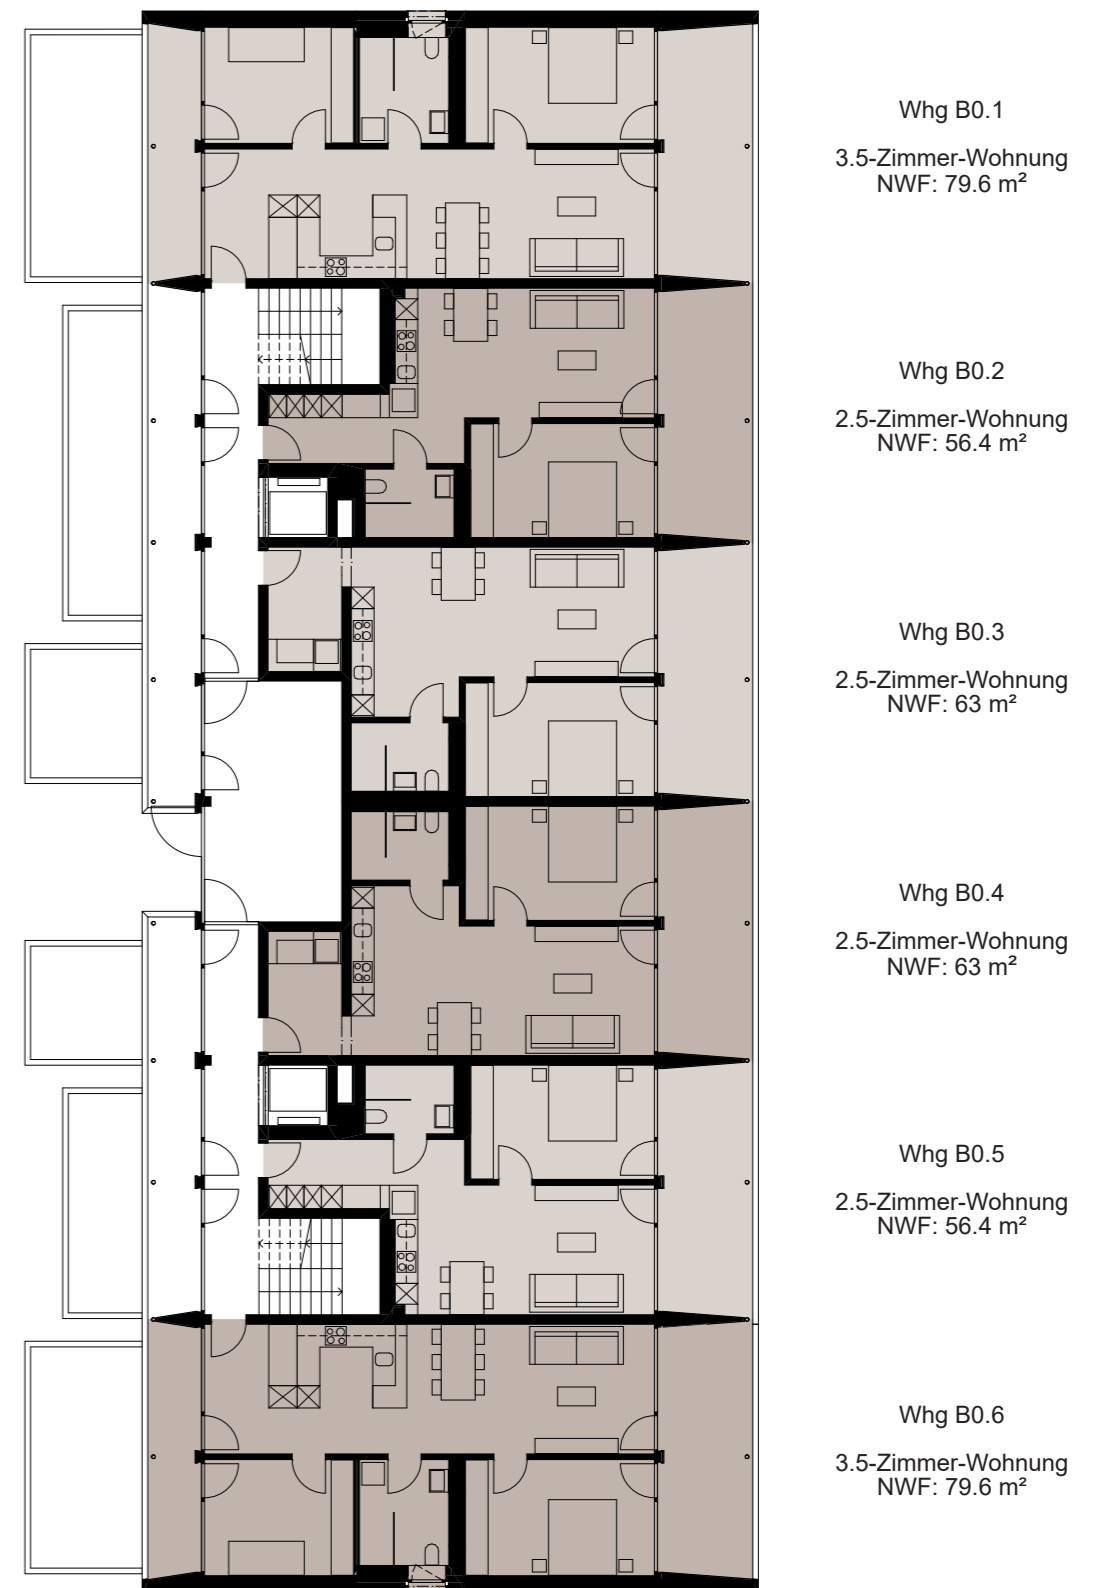 Whg B0.1
3.5-Zimmer-Wohnung
NWF: 79.6 m²
Whg B0.2
2.5-Zimmer-Wohnung
NWF: 56.4 m²
Whg B0.3
2.5-Zimmer-Wohnung
NWF: 63 m²
Whg B0.4
2.5-Zimmer-Wohnung
NWF: 63 m²
Whg B0.5
2.5-Zimmer-Wohnung
NWF: 56.4 m²
Whg B0.6
3.5-Zimmer-Wohnung
NWF: 79.6 m²